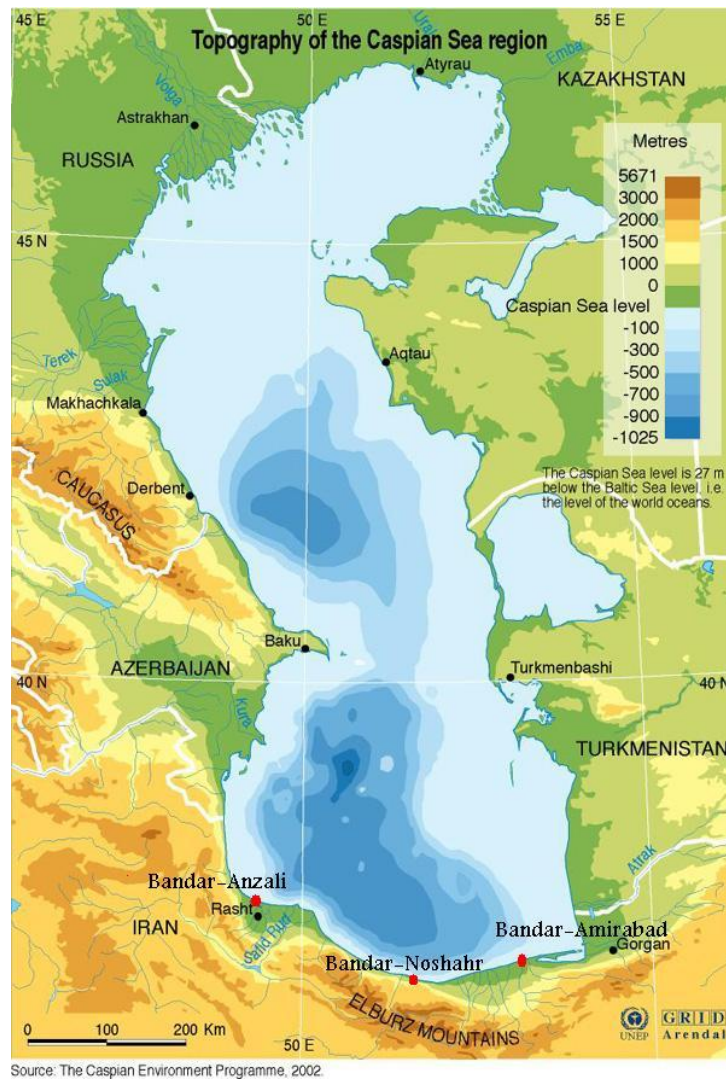 45 E
50 E
55 E
Topography of the Caspian Sea region
Ural
Emba
Atyrau
KAZAKHSTAN
Volga
Astrakhan
RUSSIA
Metres
5671
3000
2000
1500
1000
0
Caspian Sea level
-100
-300
-500
-700
-900
-1025
45 N
Aqtau
Terek
Sulak
Makhachkala
The Caspian Sea level is 27 m
below the Baltic Sea level, i.e.
the level of the world oceans.
CAUCASUS
Derbent
Baku
AZERBAIJAN
Turkmenbashi
40 N
40 N
Kure
TURKMENISTAN
Atrak
Bandar-Anzali
Rasht
IRAN
Safid Rud
Bandar-Amirabad
Gorgan
Bandar-Noshahr
ELBURZ MOUNTAINS
0 100 200 Km
50 E
UNEP
GRID
Arendal
Source: The Caspian Environment Programme, 2002.